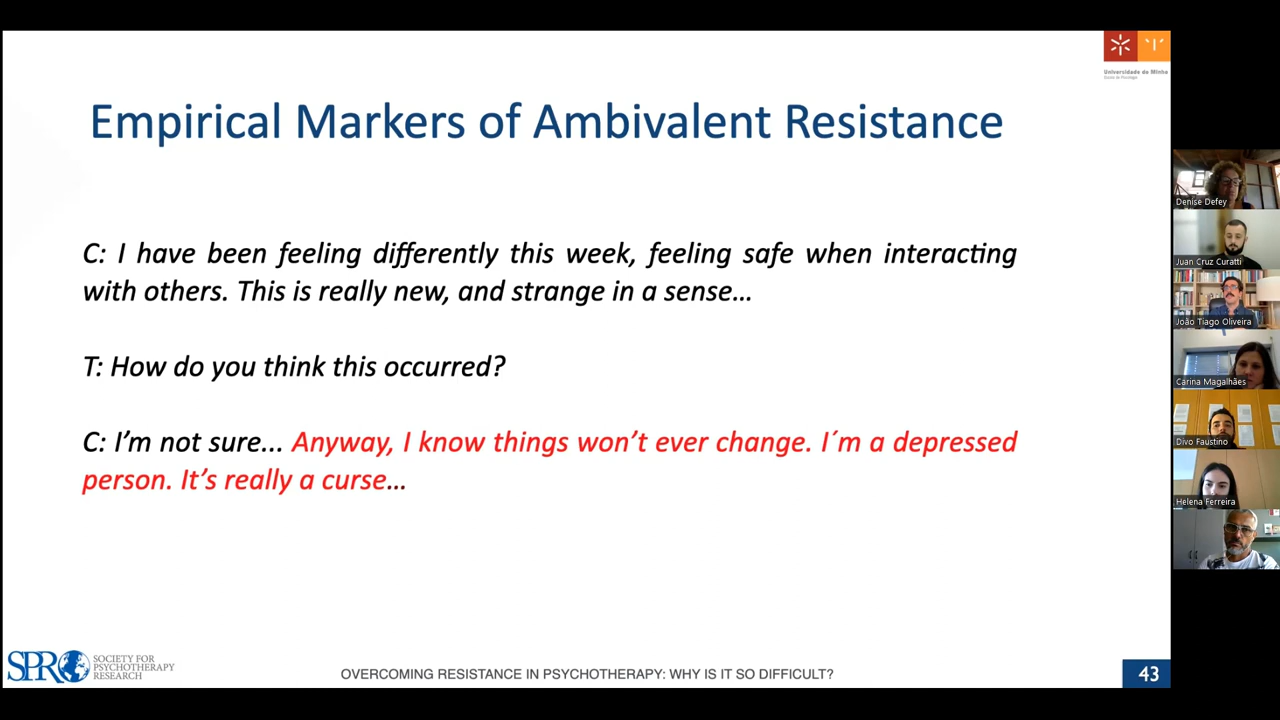 Universidade do Minho
Escola de Psicologia
Empirical Markers of Ambivalent Resistance
C: I have been feeling differently this week, feeling safe when interacting
with others. This is really new, and strange in a sense…
T: How do you think this occurred?
C: I’m not sure... Anyway, I know things won’t ever change. I´m a depressed
person. It’s really a curse…
SPR
SOCIETY FOR
PSYCHOTHERAPY
RESEARCH
OVERCOMING RESISTANCE IN PSYCHOTHERAPY: WHY IS IT SO DIFFICULT?
43
Denise Defey
Juan Cruz Curatti
João Tiago Oliveira
Carina Magalhães
Divo Faustino
Helena Ferreira